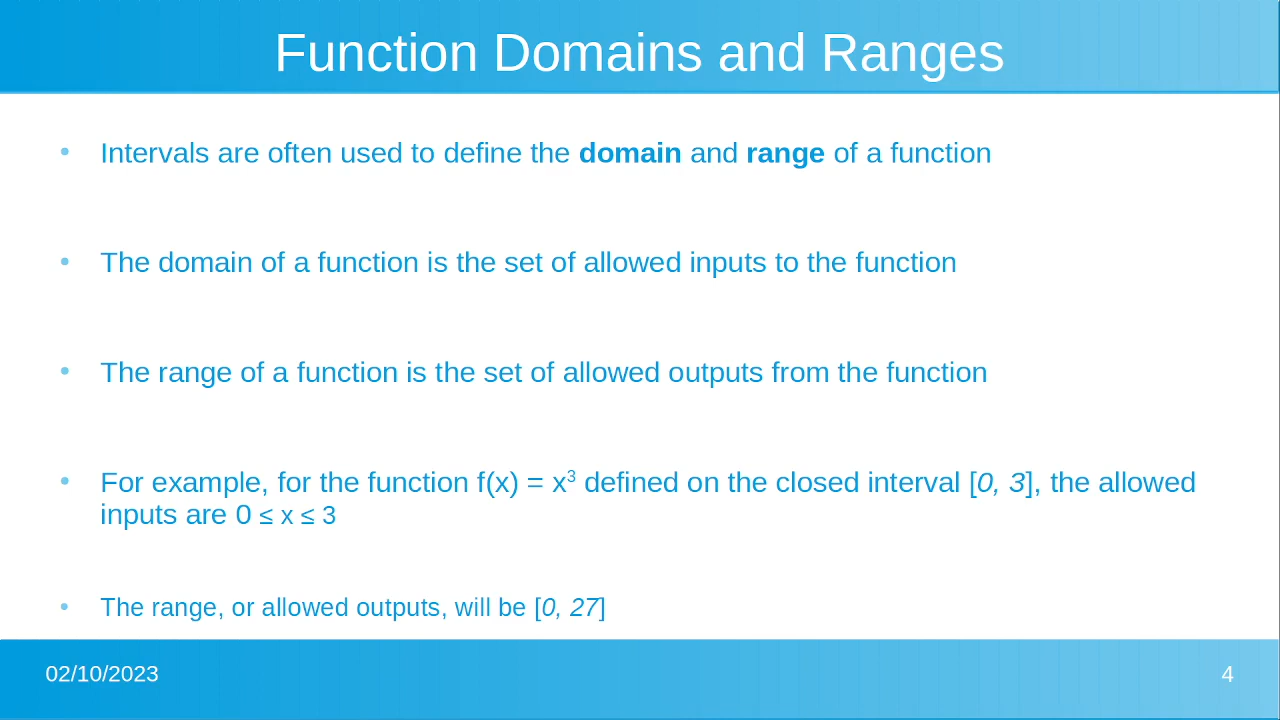 Function Domains and Ranges
• Intervals are often used to define the domain and range of a function
• The domain of a function is the set of allowed inputs to the function
• The range of a function is the set of allowed outputs from the function
• For example, for the function f(x) = x³ defined on the closed interval [0, 3], the allowed
inputs are 0 ≤ x ≤ 3
• The range, or allowed outputs, will be [0, 27]
02/10/2023
4